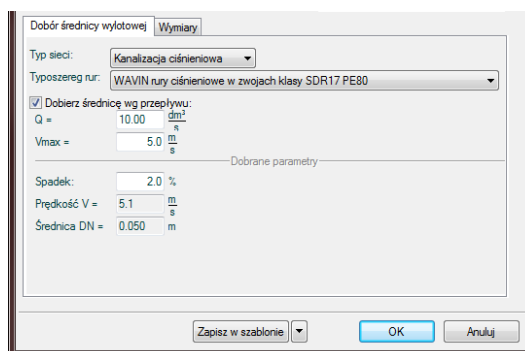 Dobór średnicy wylotowej Wymiary
Typ sieci: Kanalizacja ciśnieniowa
Typoszereg rur: WAVIN rury ciśnieniowe w zwojach klasy SDR17 PE80
Dobierz średnicę wg przepływu:
Q = 10.00 dm³/s
Vmax = 5.0 m/s
Dobrane parametry
Spadek: 2.0 %
Prędkość V = 5.1 m/s
Średnica DN = 0.050 m
Zapisz w szablonie OK Anuluj